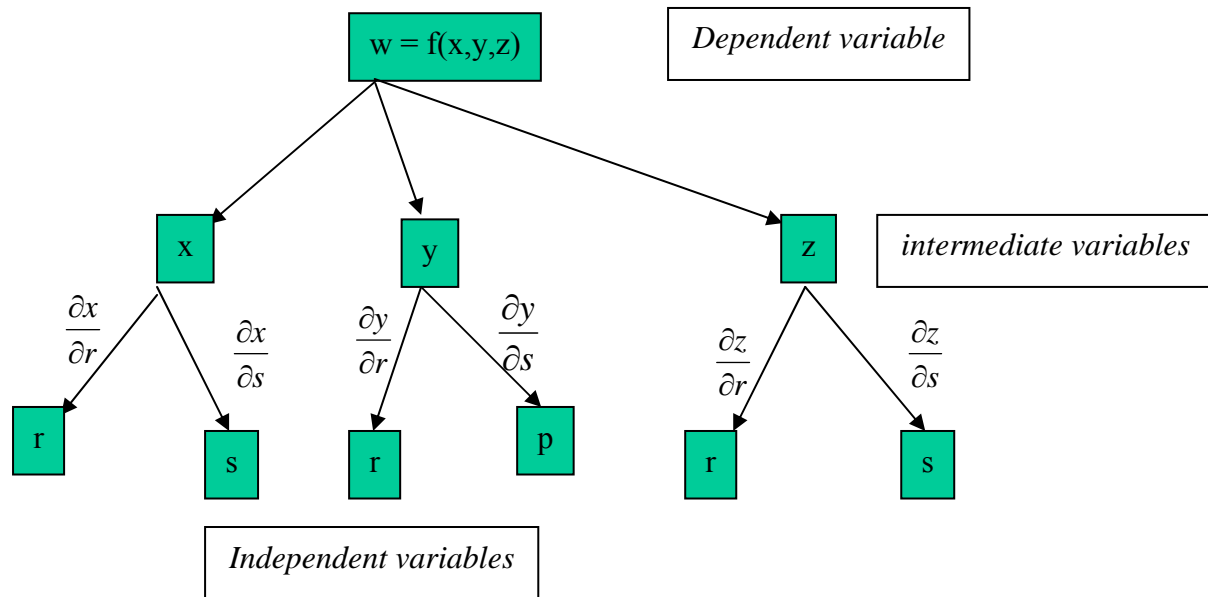 w = f(x,y,z)
Dependent variable
x
y
z
intermediate variables
∂x/∂r
∂x/∂s
∂y/∂r
∂y/∂s
∂z/∂r
∂z/∂s
r
s
r
p
r
s
Independent variables